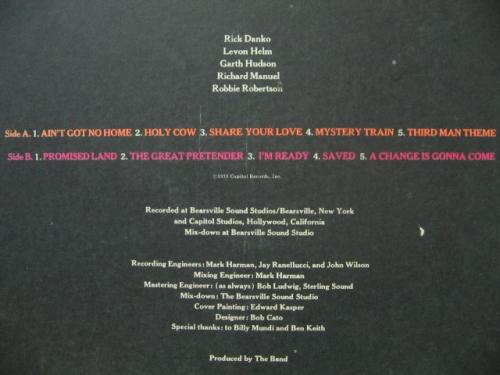 Rick Danko
Levon Helm
Garth Hudson
Richard Manuel
Robbie Robertson
Side A. 1. AIN'T GOT NO HOME 2. HOLY COW 3. SHARE YOUR LOVE 4. MYSTERY TRAIN 5. THIRD MAN THEME
Side B. 1. PROMISED LAND 2. THE GREAT PRETENDER 3. I'M READY 4. SAVED 5. A CHANGE IS GONNA COME
©1973 Capitol Records, Inc.
Recorded at Bearsville Sound Studios/Bearsville, New York
and Capitol Studios, Hollywood, California
Mix-down at Bearsville Sound Studio
Recording Engineers: Mark Harman, Jay Ranellucci, and John Wilson
Mixing Engineer: Mark Harman
Mastering Engineer: (as always) Bob Ludwig, Sterling Sound
Mix-down: The Bearsville Sound Studio
Cover Painting: Edward Kasper
Designer: Bob Cato
Special thanks: to Billy Mundi and Ben Keith
Produced by The Band